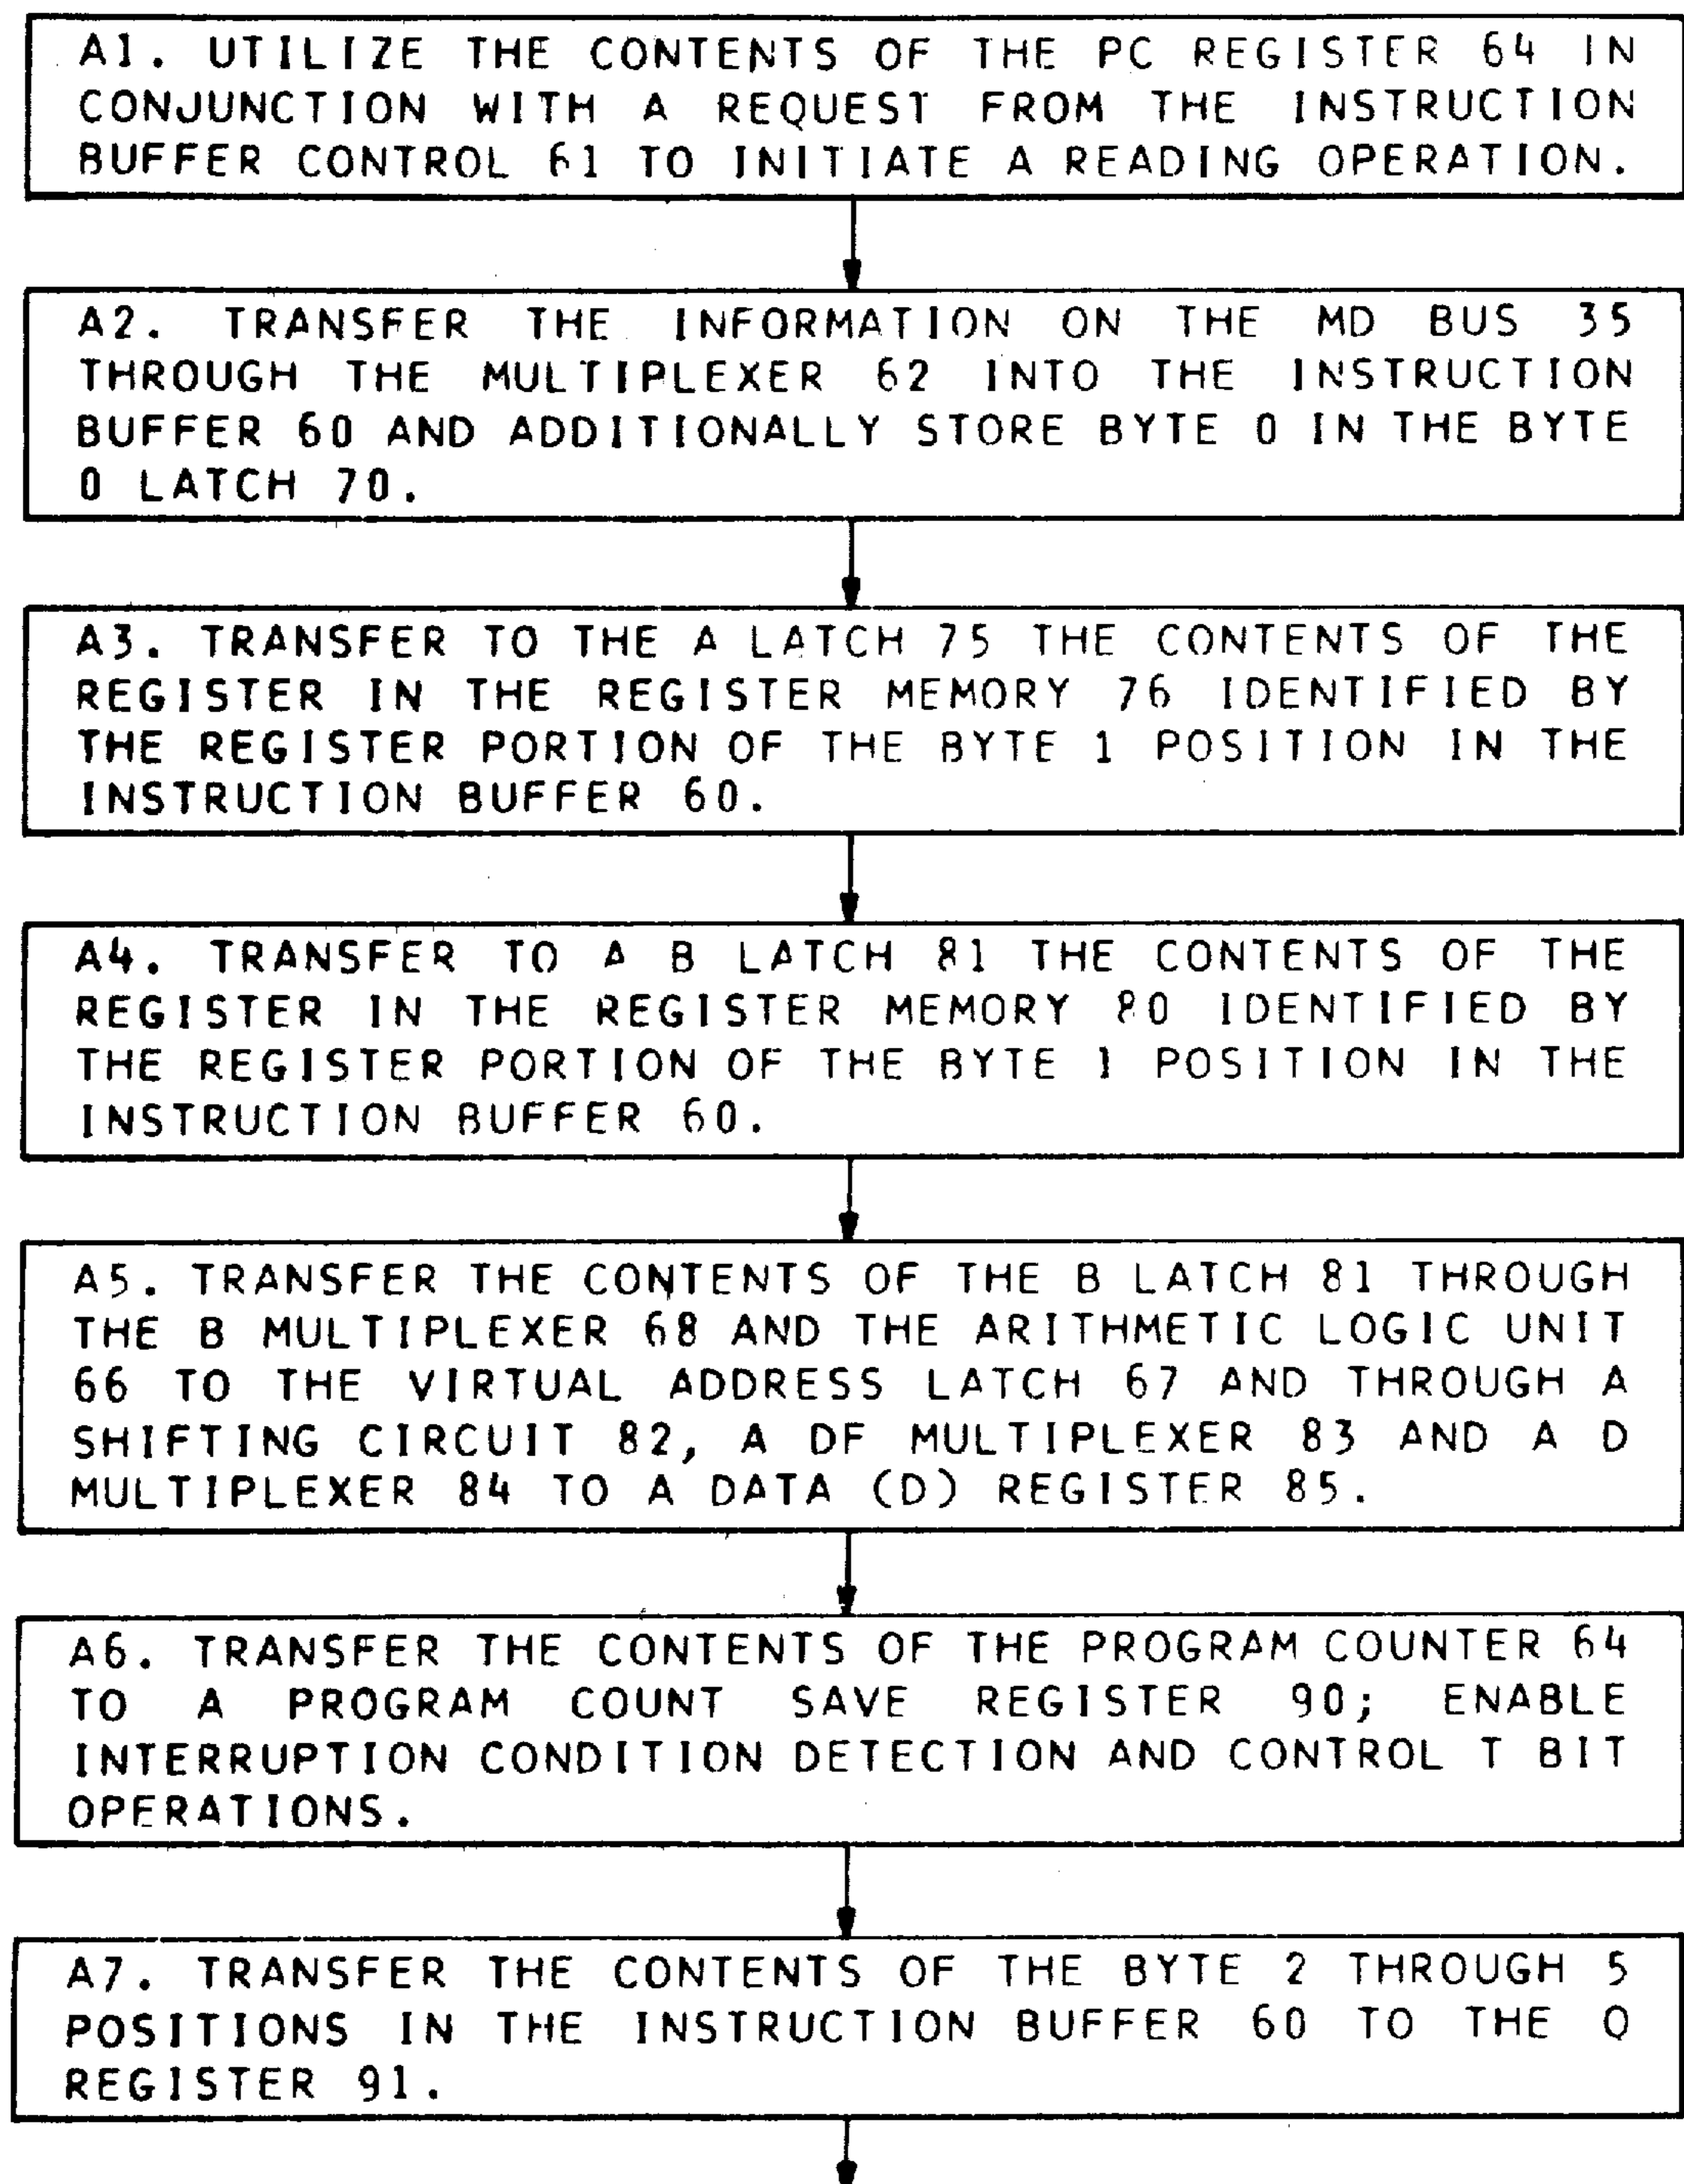 A1. UTILIZE THE CONTENTS OF THE PC REGISTER 64 IN
CONJUNCTION WITH A REQUEST FROM THE INSTRUCTION
BUFFER CONTROL 61 TO INITIATE A READING OPERATION.
A2. TRANSFER THE INFORMATION ON THE MD BUS 35
THROUGH THE MULTIPLEXER 62 INTO THE INSTRUCTION
BUFFER 60 AND ADDITIONALLY STORE BYTE 0 IN THE BYTE
0 LATCH 70.
A3. TRANSFER TO THE A LATCH 75 THE CONTENTS OF THE
REGISTER IN THE REGISTER MEMORY 76 IDENTIFIED BY
THE REGISTER PORTION OF THE BYTE 1 POSITION IN THE
INSTRUCTION BUFFER 60.
A4. TRANSFER TO A B LATCH 81 THE CONTENTS OF THE
REGISTER IN THE REGISTER MEMORY 80 IDENTIFIED BY
THE REGISTER PORTION OF THE BYTE 1 POSITION IN THE
INSTRUCTION BUFFER 60.
A5. TRANSFER THE CONTENTS OF THE B LATCH 81 THROUGH
THE B MULTIPLEXER 68 AND THE ARITHMETIC LOGIC UNIT
66 TO THE VIRTUAL ADDRESS LATCH 67 AND THROUGH A
SHIFTING CIRCUIT 82, A DF MULTIPLEXER 83 AND A D
MULTIPLEXER 84 TO A DATA (D) REGISTER 85.
A6. TRANSFER THE CONTENTS OF THE PROGRAM COUNTER 64
TO A PROGRAM COUNT SAVE REGISTER 90; ENABLE
INTERRUPTION CONDITION DETECTION AND CONTROL T BIT
OPERATIONS.
A7. TRANSFER THE CONTENTS OF THE BYTE 2 THROUGH 5
POSITIONS IN THE INSTRUCTION BUFFER 60 TO THE Q
REGISTER 91.